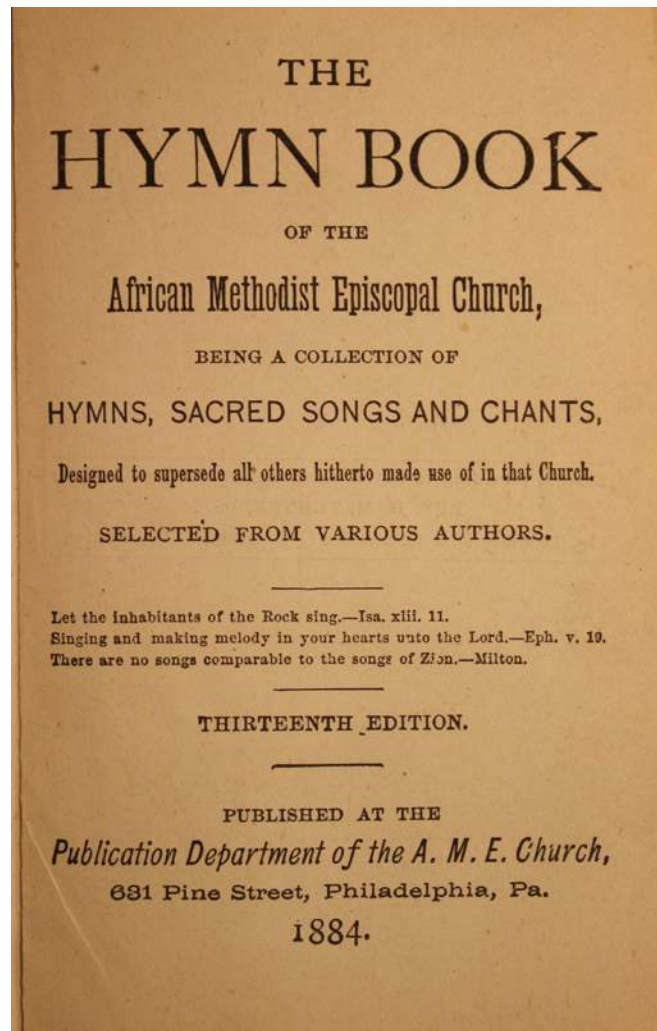 THE
HYMN BOOK
OF THE
African Methodist Episcopal Church,
BEING A COLLECTION OF
HYMNS, SACRED SONGS AND CHANTS,
Designed to supersede all others hitherto made use of in that Church.
SELECTED FROM VARIOUS AUTHORS.
Let the inhabitants of the Rock sing.—Isa. xlii. 11.
Singing and making melody in your hearts unto the Lord.—Eph. v. 19.
There are no songs comparable to the songs of Zion.—Milton.
THIRTEENTH EDITION.
PUBLISHED AT THE
Publication Department of the A. M. E. Church,
631 Pine Street, Philadelphia, Pa.
1884.